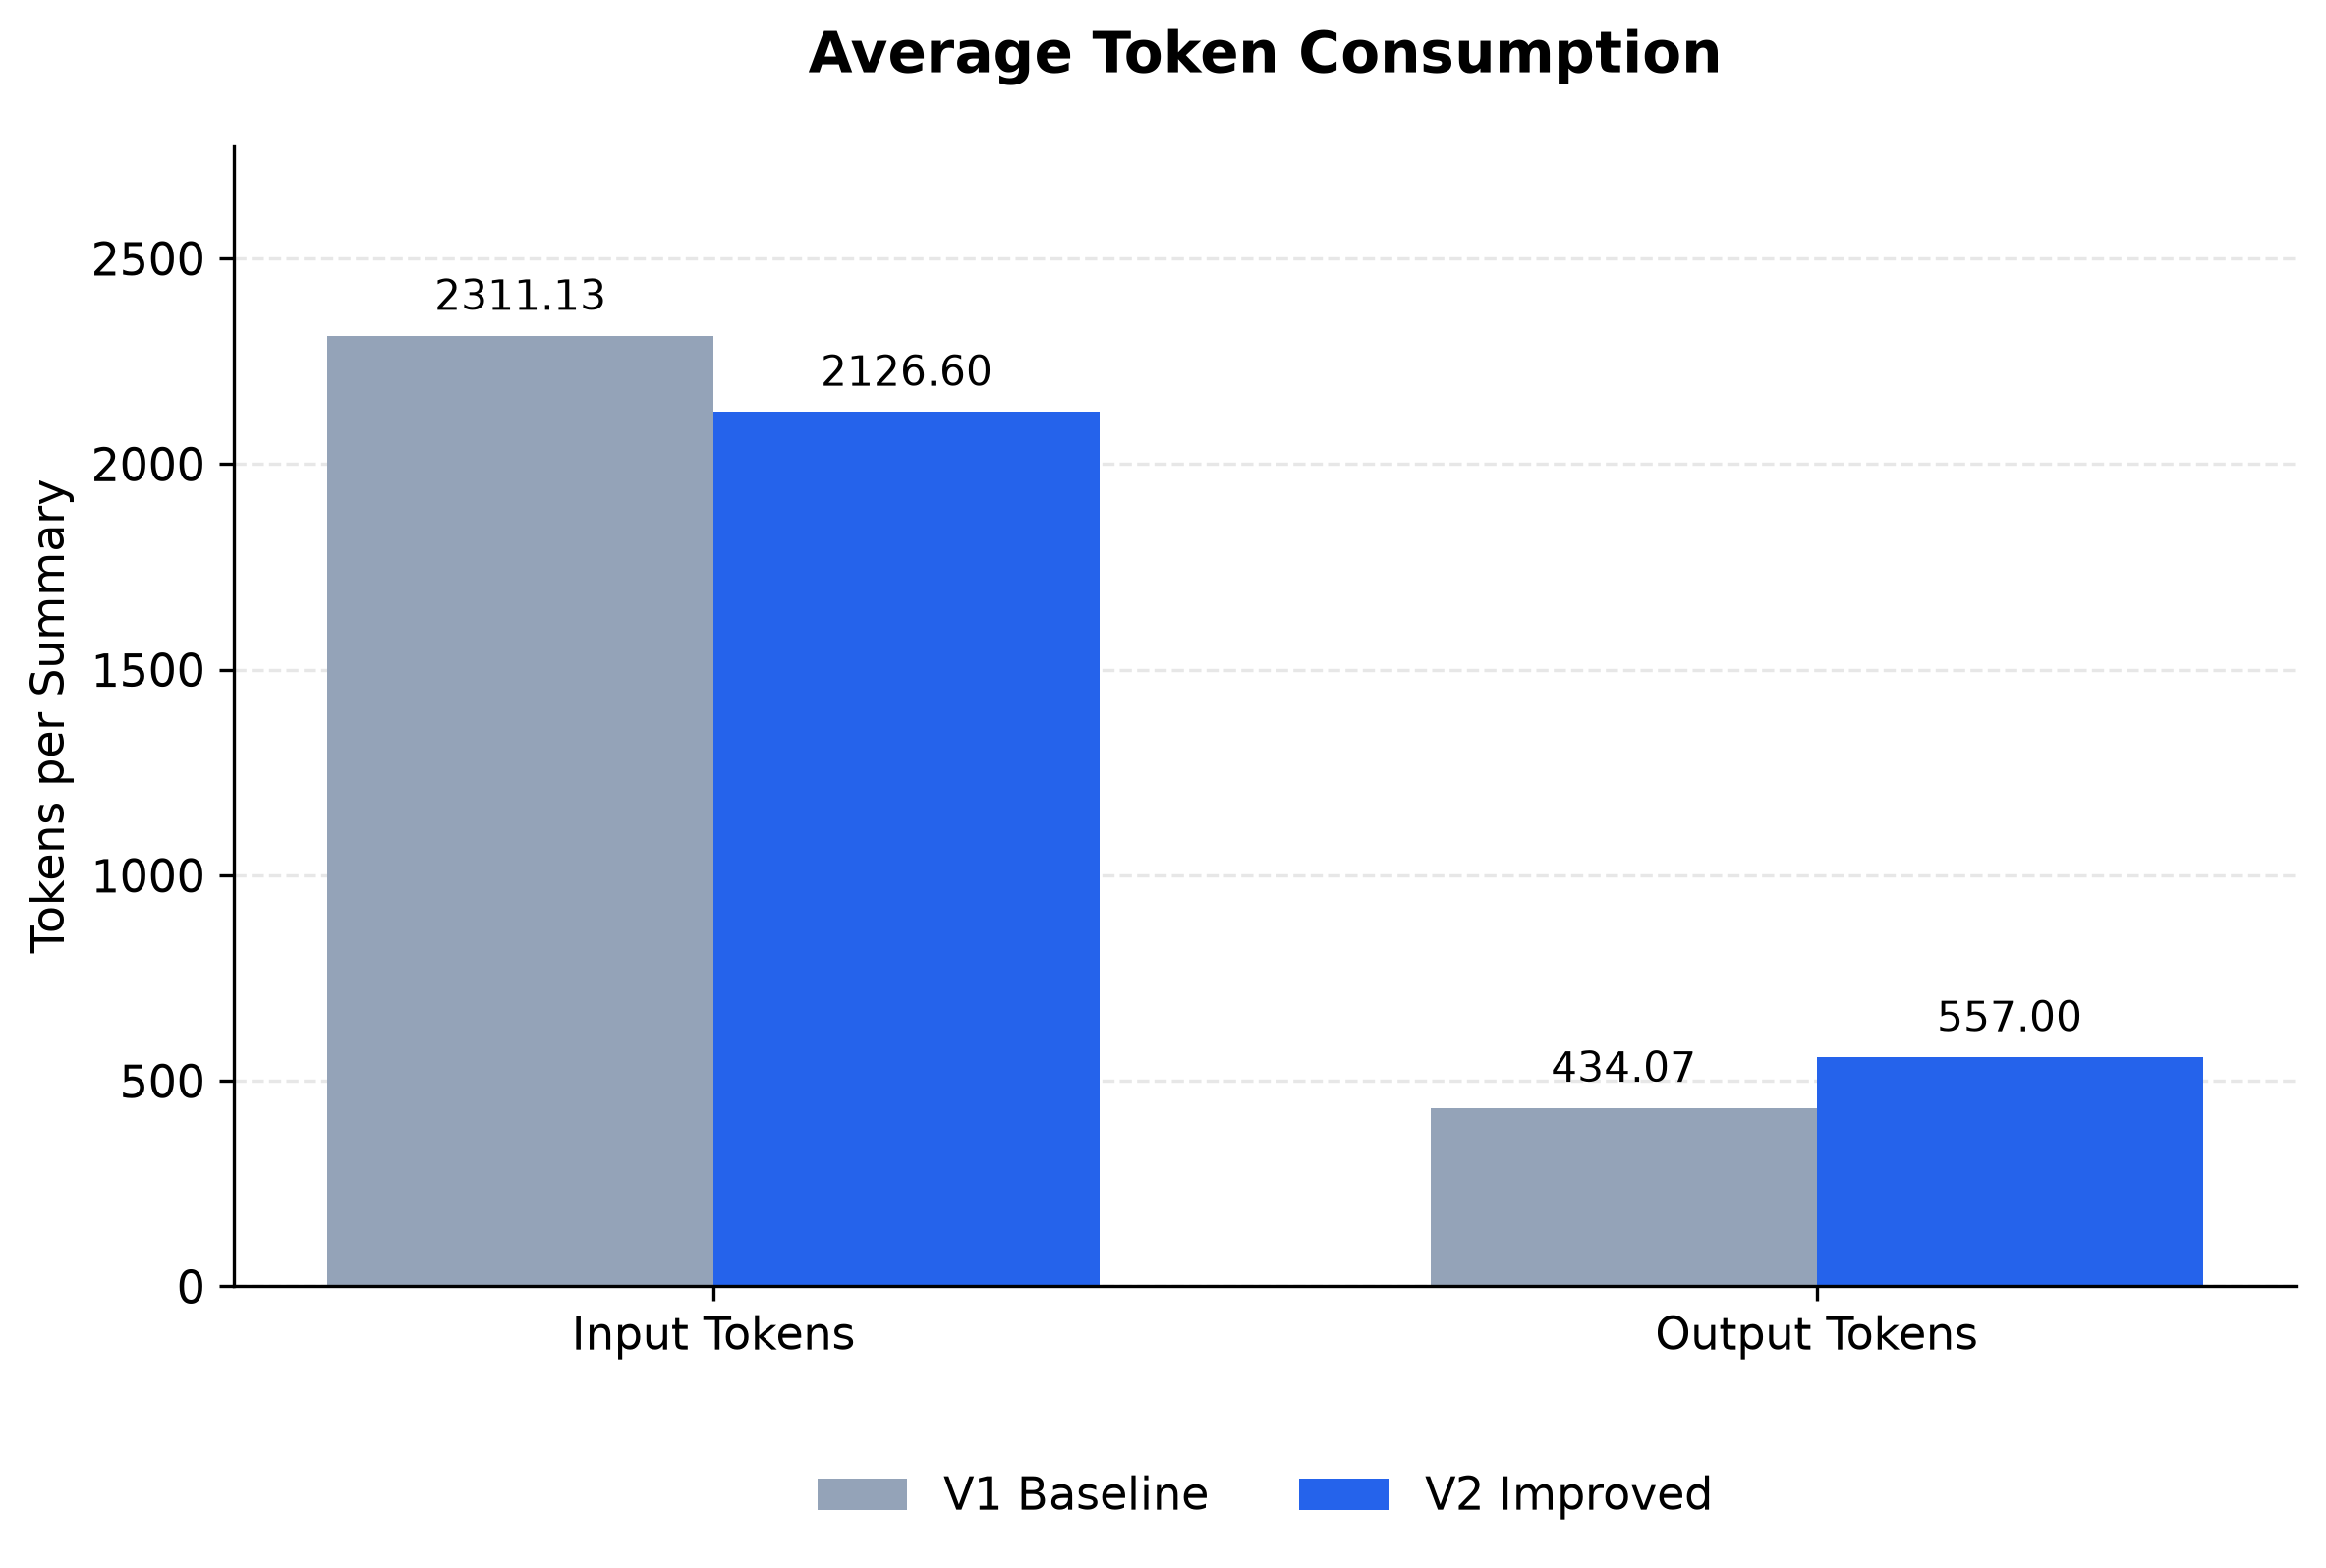 Average Token Consumption
Tokens per Summary
2500
2000
1500
1000
500
0
2311.13
2126.60
434.07
557.00
Input Tokens
Output Tokens
V1 Baseline
V2 Improved